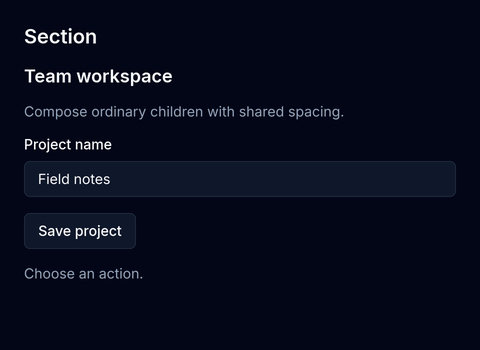 Section
Team workspace
Compose ordinary children with shared spacing.
Project name
Field notes
Save project
Choose an action.